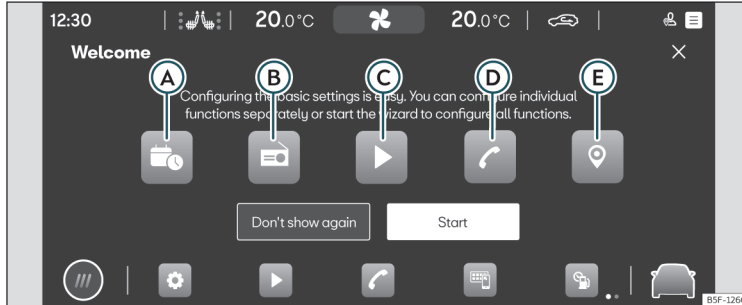 12:30 20.0°C 20.0°C
Welcome
A B C D E
Configuring the basic settings is easy. You can configure individual
functions separately or start the wizard to configure all functions.
Don't show again Start
B5F-1260